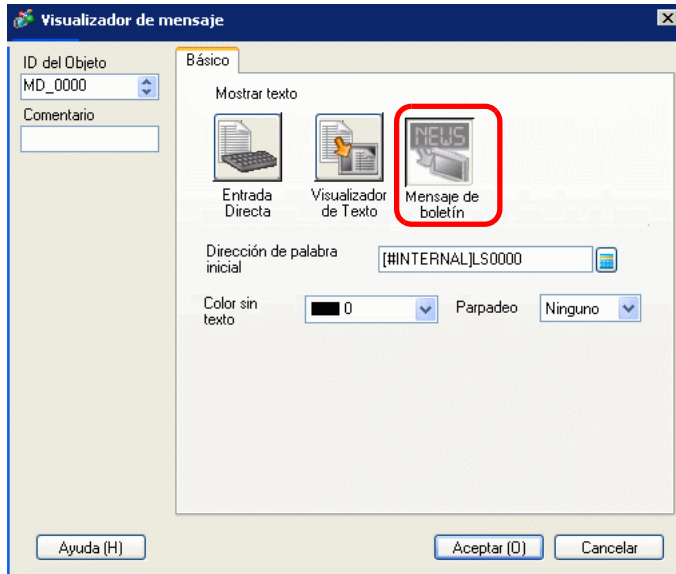 Visualizador de mensaje
ID del Objeto
MD_0000
Comentario
Básico
Mostrar texto
NEWS
Entrada
Directa
Visualizador
de Texto
Mensaje de
boletín
Dirección de palabra
inicial
[#INTERNAL]LS0000
Color sin
texto
0
Parpadeo
Ninguno
Ayuda (H)
Aceptar (O)
Cancelar